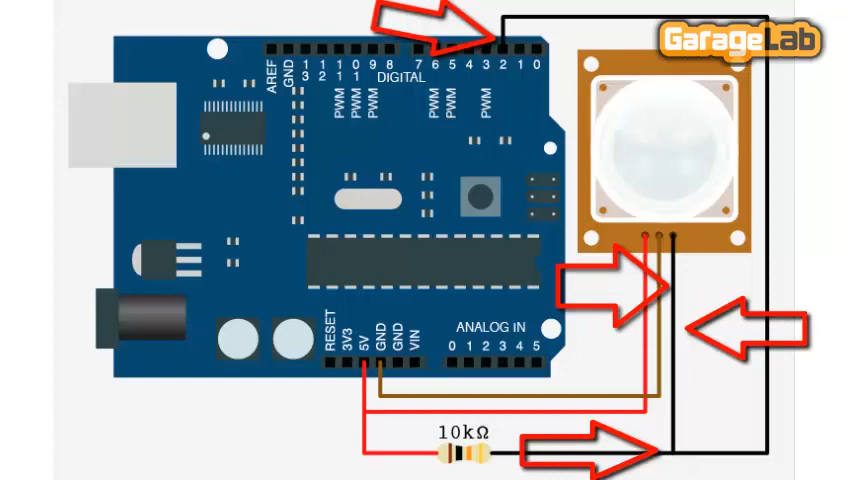 GarageLab
AREF
GND
13
12
11
10
9
8
7
6
5
4
3
2
1
0
DIGITAL
PWM
PWM
PWM
PWM
PWM
PWM
RESET
3V3
5V
GND
GND
VIN
ANALOG IN
0 1 2 3 4 5
10kΩ